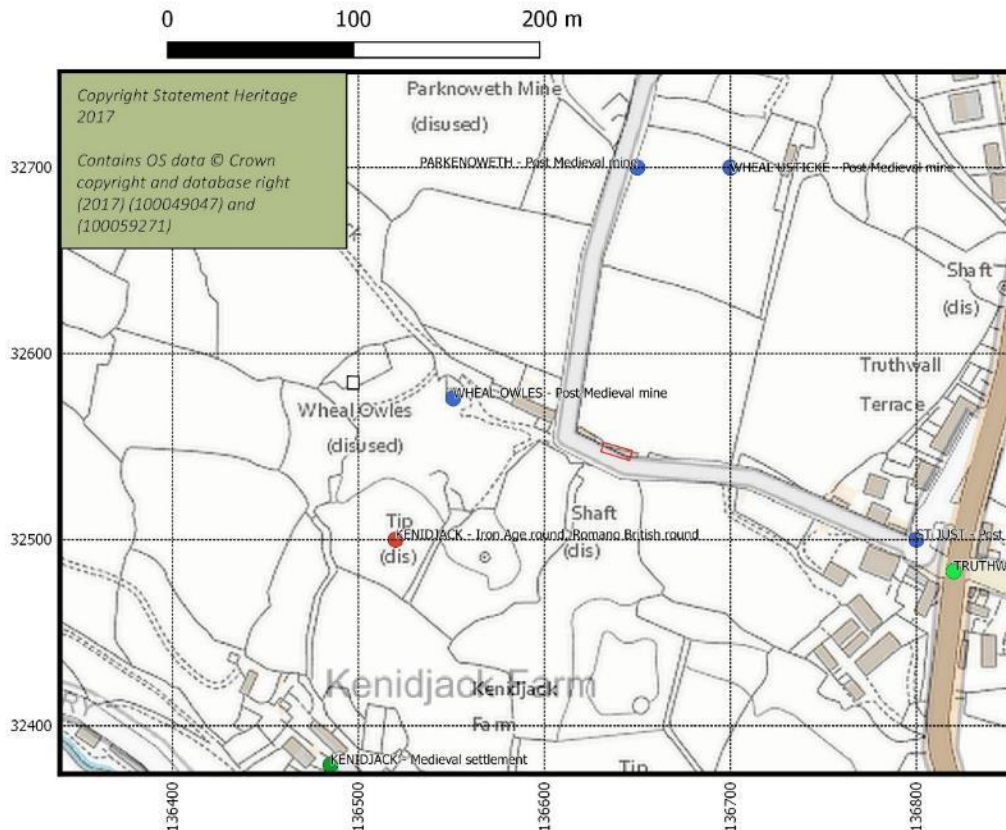 0 100 200 m
Copyright Statement Heritage
2017
Contains OS data © Crown
copyright and database right
(2017) (100049047) and
(100059271)
Parknoweth Mine
(disused)
32700
PARKENOWETH - Post Medieval mine
WHEAL USTICKE - Post Medieval mine
Shaft
(dis)
32600
Truthwall
Terrace
WHEAL OWLES - Post Medieval mine
Wheal Owles
(disused)
Shaft
(dis)
Tip
(dis)
32500
KENIDJACK - Iron Age round, Romano British round
ST JUST - Post
TRUTHW
Kenidjack Farm
Kenidjack
Farm
32400
KENIDJACK - Medieval settlement
Tip
136400
136500
136600
136700
136800